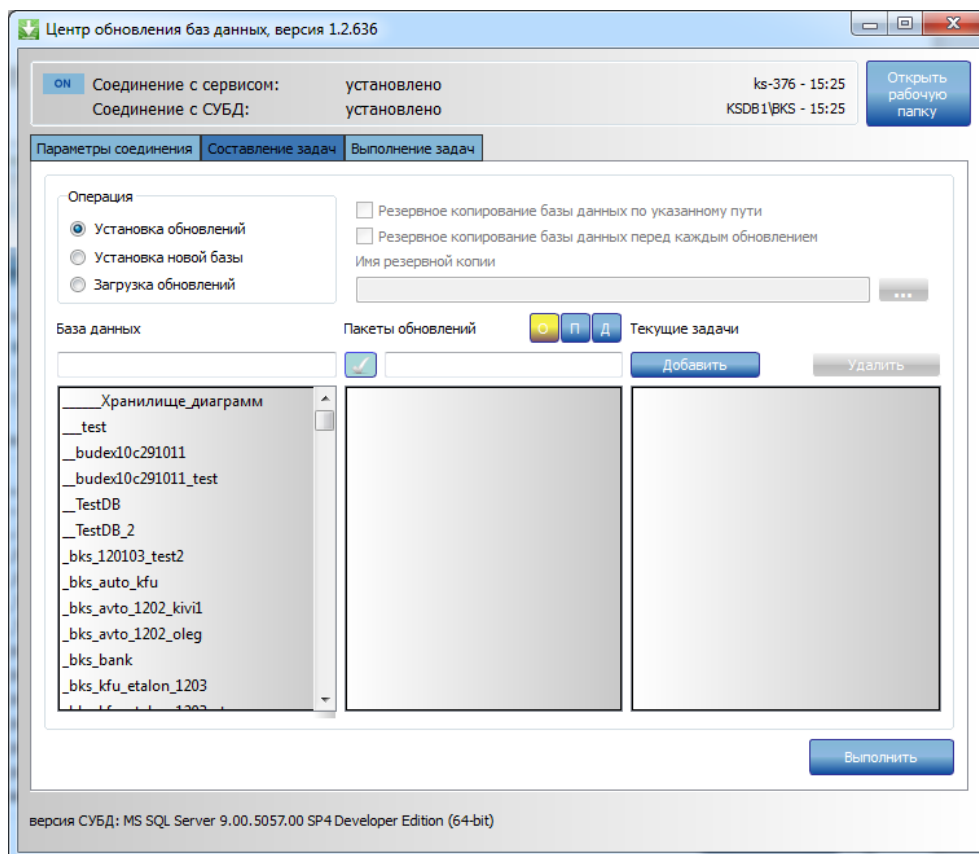 Центр обновления баз данных, версия 1.2.636
ON Соединение с сервисом: установлено ks-376 - 15:25
Соединение с СУБД: установлено KSDB1\BKS - 15:25
Открыть
рабочую
папку
Параметры соединения Составление задач Выполнение задач
Операция
Установка обновлений
Установка новой базы
Загрузка обновлений
Резервное копирование базы данных по указанному пути
Резервное копирование базы данных перед каждым обновлением
Имя резервной копии
...
База данных Пакеты обновлений О П Д Текущие задачи
Добавить Удалить
_____Хранилище_диаграмм
___test
__budex10c291011
__budex10c291011_test
__TestDB
__TestDB_2
_bks_120103_test2
_bks_auto_kfu
_bks_avto_1202_kivi1
_bks_avto_1202_oleg
_bks_bank
_bks_kfu_etalon_1203
Выполнить
версия СУБД: MS SQL Server 9.00.5057.00 SP4 Developer Edition (64-bit)